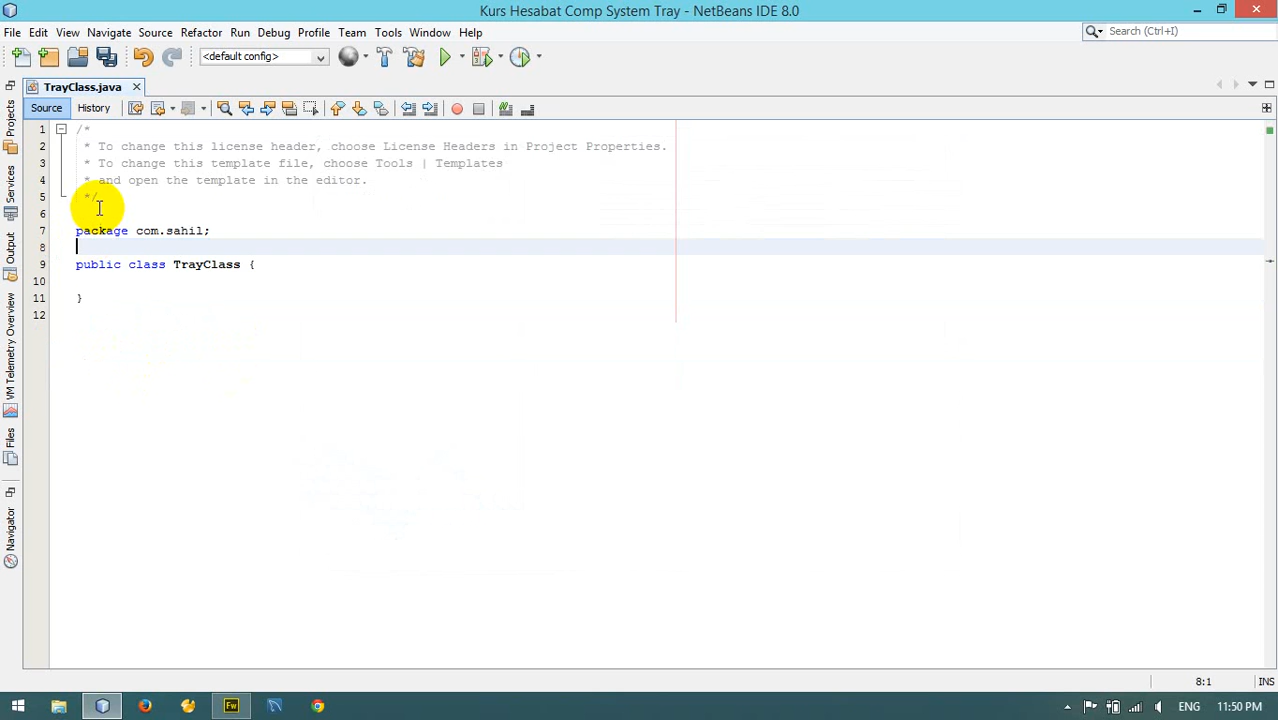 Kurs Hesabat Comp System Tray - NetBeans IDE 8.0
File Edit View Navigate Source Refactor Run Debug Profile Team Tools Window Help
Search (Ctrl+I)
<default config>
TrayClass.java
Source History
Projects
Services
Output
VM Telemetry Overview
Files
Navigator
1 /*
2 * To change this license header, choose License Headers in Project Properties.
3 * To change this template file, choose Tools | Templates
4 * and open the template in the editor.
5 */
6
7 package com.sahil;
8
9 public class TrayClass {
10
11 }
12
8:1 INS
Fw
ENG 11:50 PM